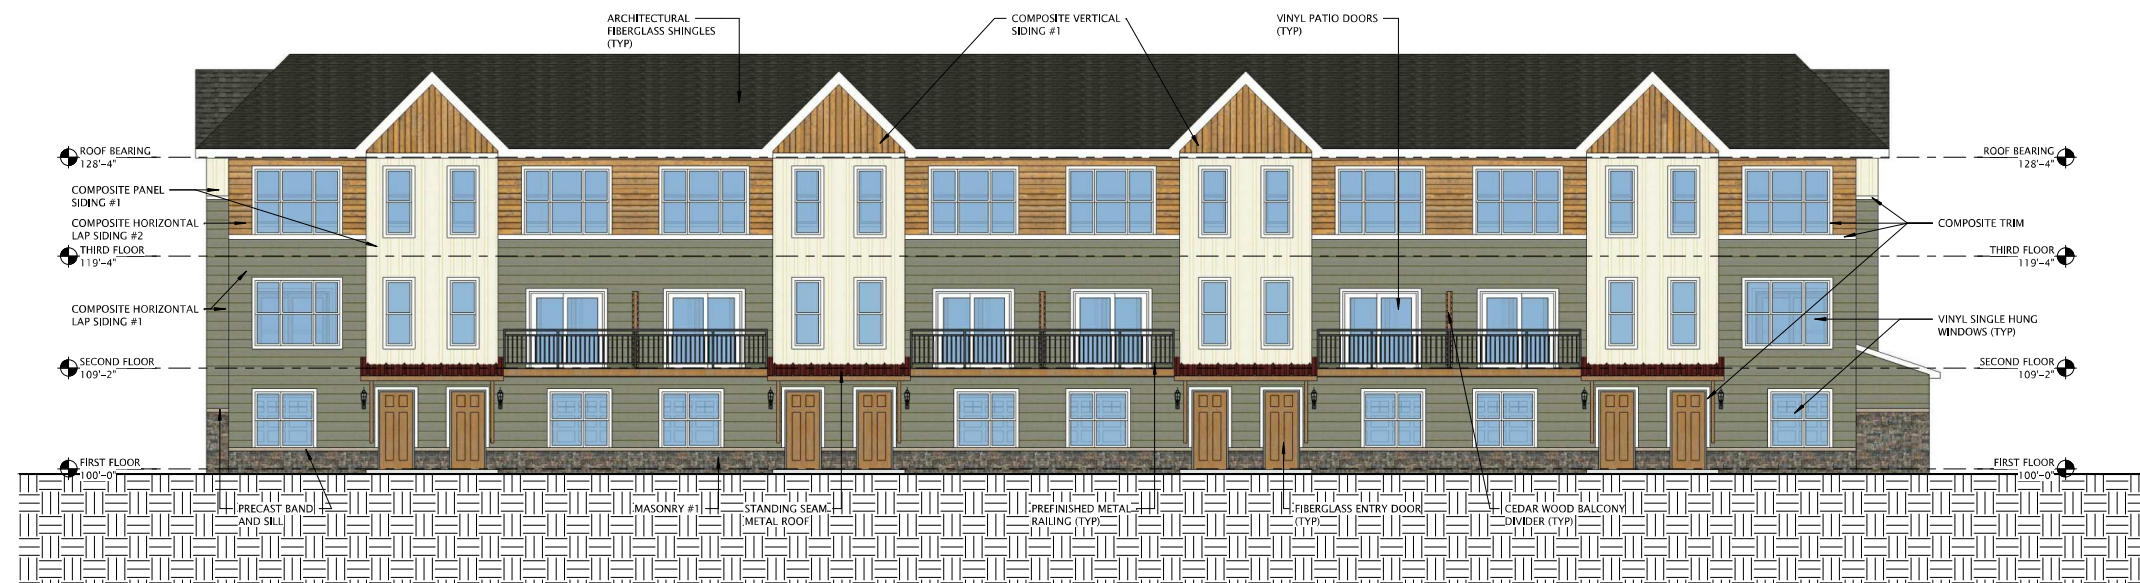 ARCHITECTURAL
FIBERGLASS SHINGLES
(TYP)
COMPOSITE VERTICAL
SIDING #1
VINYL PATIO DOORS
(TYP)
ROOF BEARING
128'-4"
ROOF BEARING
128'-4"
COMPOSITE PANEL
SIDING #1
COMPOSITE HORIZONTAL
LAP SIDING #2
COMPOSITE TRIM
THIRD FLOOR
119'-4"
THIRD FLOOR
119'-4"
COMPOSITE HORIZONTAL
LAP SIDING #1
VINYL SINGLE HUNG
WINDOWS (TYP)
SECOND FLOOR
109'-2"
SECOND FLOOR
109'-2"
FIRST FLOOR
100'-0"
FIRST FLOOR
100'-0"
PRECAST BAND
AND SILL
MASONRY #1
STANDING SEAM
METAL ROOF
PREFINISHED METAL
RAILING (TYP)
FIBERGLASS ENTRY DOOR
(TYP)
CEDAR WOOD BALCONY
DIVIDER (TYP)